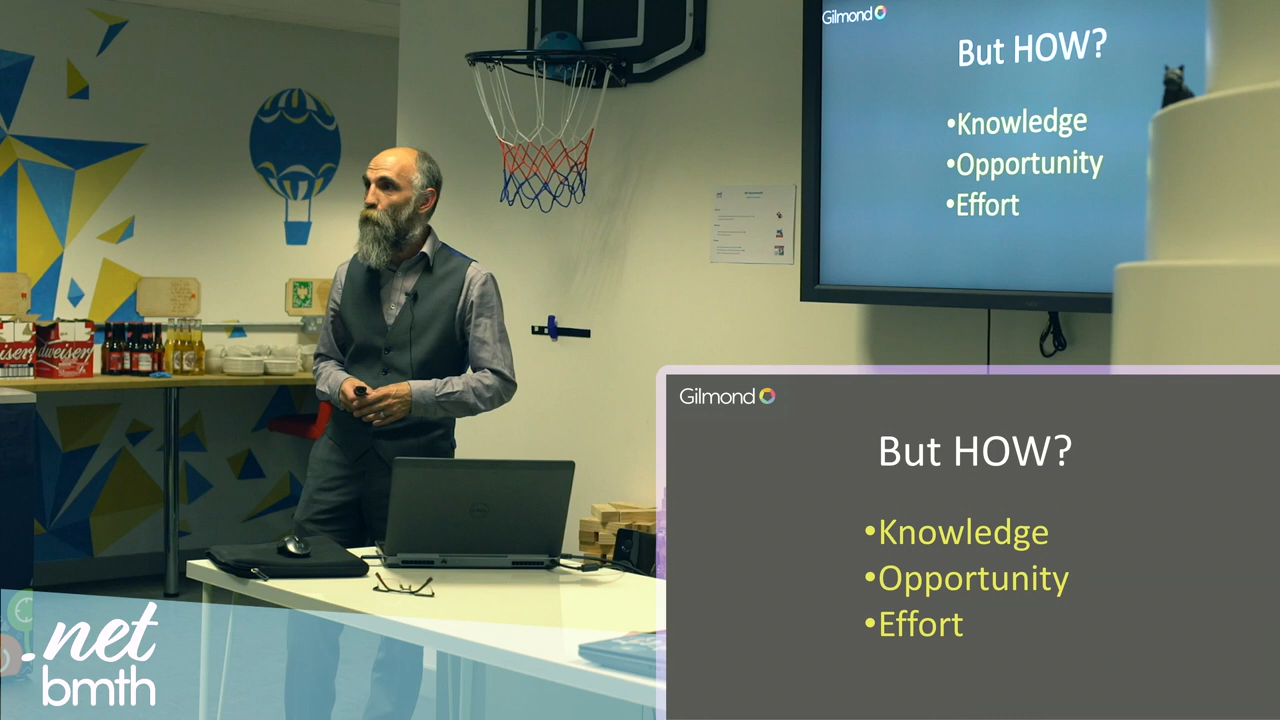 Gilmond
But HOW?
•Knowledge
•Opportunity
•Effort
Gilmond
But HOW?
•Knowledge
•Opportunity
•Effort
.net
bmth